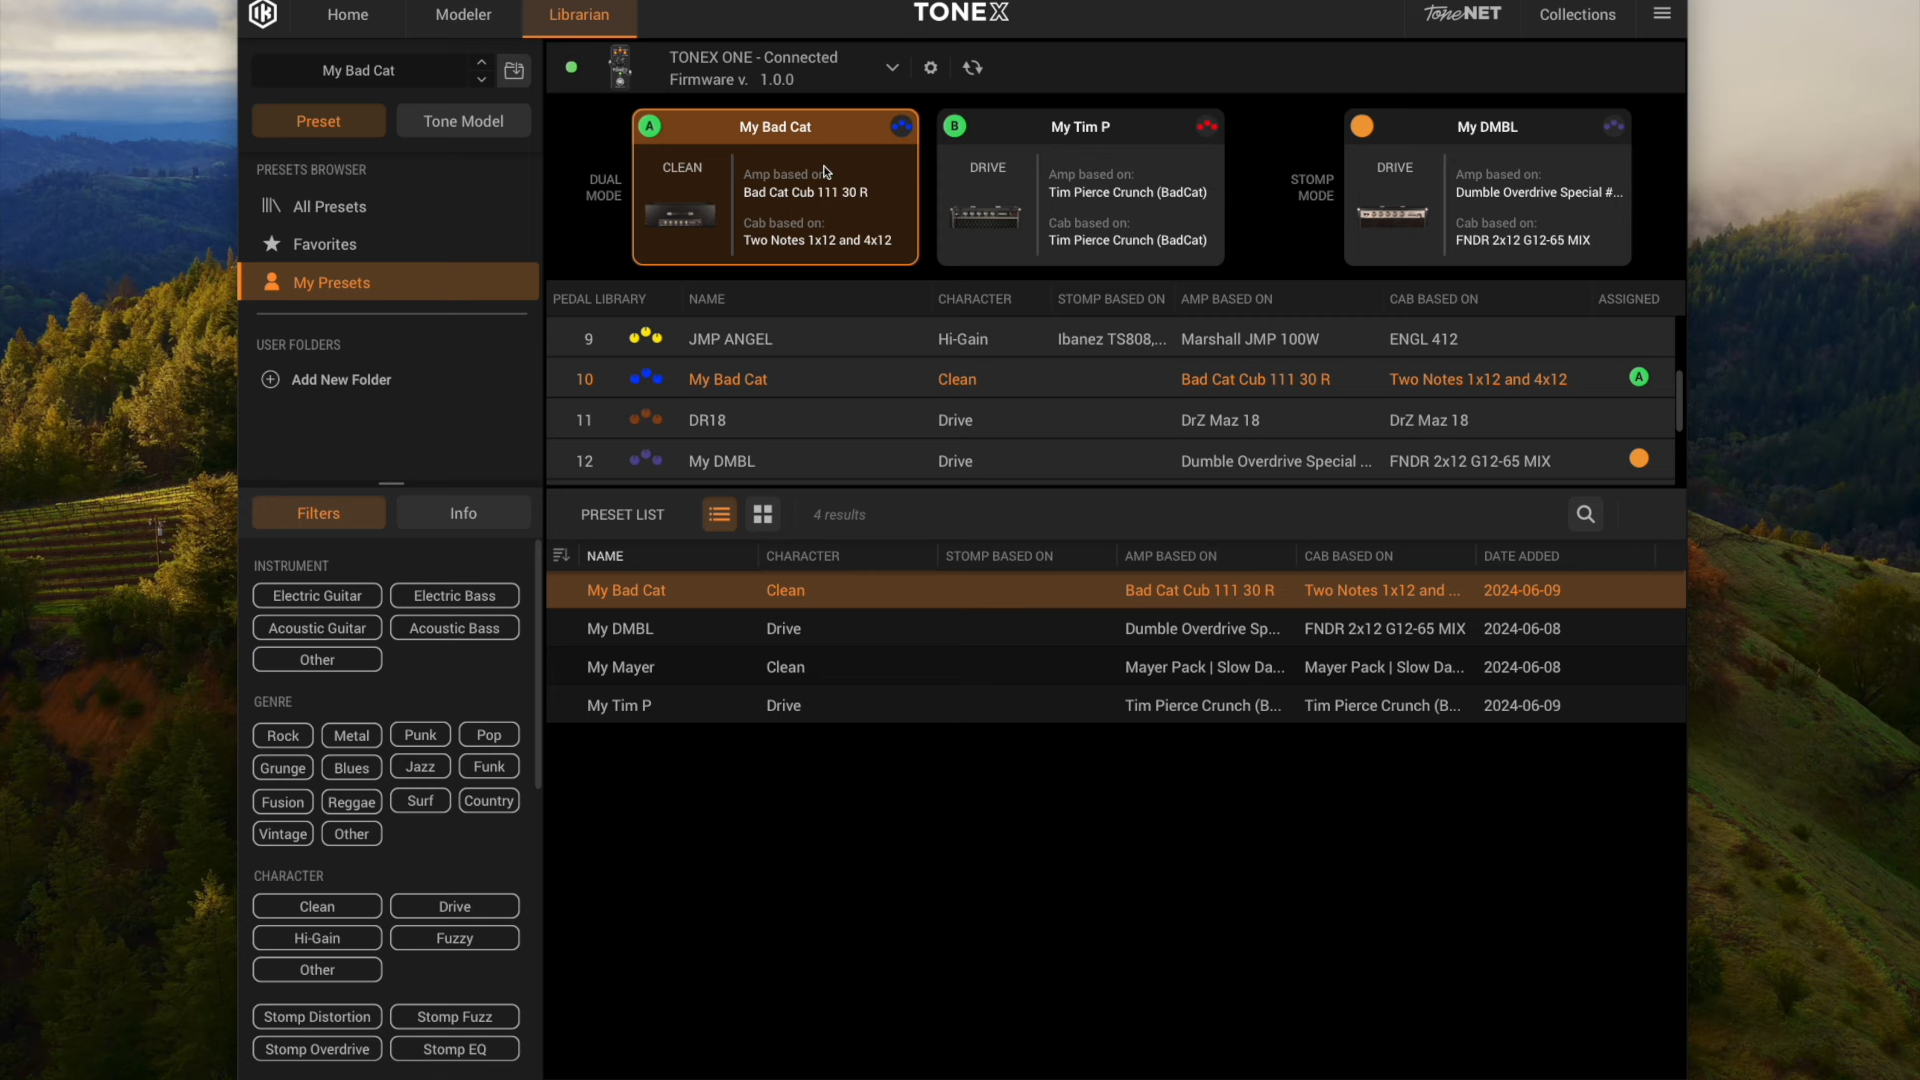 Home
Modeler
Librarian
TONEX
ToneNET
Collections
My Bad Cat
TONEX ONE - Connected
Firmware v. 1.0.0
Preset
Tone Model
PRESETS BROWSER
All Presets
Favorites
My Presets
USER FOLDERS
Add New Folder
DUAL
MODE
A
My Bad Cat
CLEAN
Amp based on:
Bad Cat Cub 111 30 R
Cab based on:
Two Notes 1x12 and 4x12
B
My Tim P
DRIVE
Amp based on:
Tim Pierce Crunch (BadCat)
Cab based on:
Tim Pierce Crunch (BadCat)
STOMP
MODE
My DMBL
DRIVE
Amp based on:
Dumble Overdrive Special #...
Cab based on:
FNDR 2x12 G12-65 MIX
PEDAL LIBRARY NAME CHARACTER STOMP BASED ON AMP BASED ON CAB BASED ON ASSIGNED
9 JMP ANGEL Hi-Gain Ibanez TS808,... Marshall JMP 100W ENGL 412
10 My Bad Cat Clean Bad Cat Cub 111 30 R Two Notes 1x12 and 4x12 A
11 DR18 Drive DrZ Maz 18 DrZ Maz 18
12 My DMBL Drive Dumble Overdrive Special ... FNDR 2x12 G12-65 MIX
PRESET LIST 4 results
NAME CHARACTER STOMP BASED ON AMP BASED ON CAB BASED ON DATE ADDED
My Bad Cat Clean Bad Cat Cub 111 30 R Two Notes 1x12 and ... 2024-06-09
My DMBL Drive Dumble Overdrive Sp... FNDR 2x12 G12-65 MIX 2024-06-08
My Mayer Clean Mayer Pack | Slow Da... Mayer Pack | Slow Da... 2024-06-08
My Tim P Drive Tim Pierce Crunch (B... Tim Pierce Crunch (B... 2024-06-09
Filters
Info
INSTRUMENT
Electric Guitar Electric Bass
Acoustic Guitar Acoustic Bass
Other
GENRE
Rock Metal Punk Pop
Grunge Blues Jazz Funk
Fusion Reggae Surf Country
Vintage Other
CHARACTER
Clean Drive
Hi-Gain Fuzzy
Other
Stomp Distortion Stomp Fuzz
Stomp Overdrive Stomp EQ